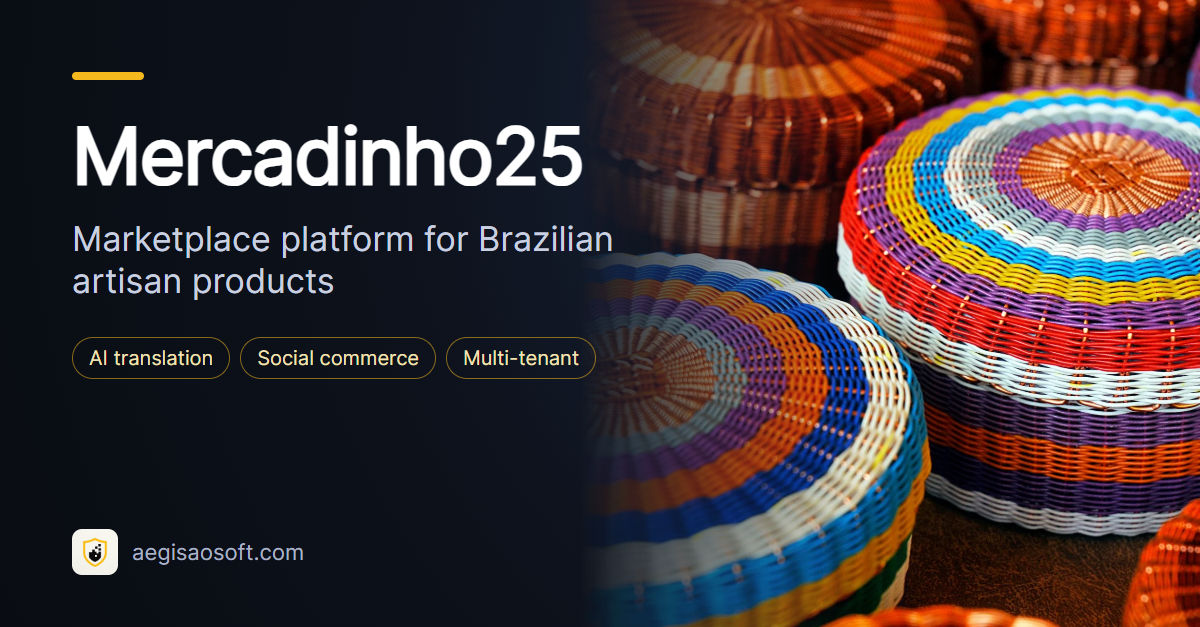 Mercadinho25
Marketplace platform for Brazilian
artisan products
AI translation
Social commerce
Multi-tenant
aegisaosoft.com